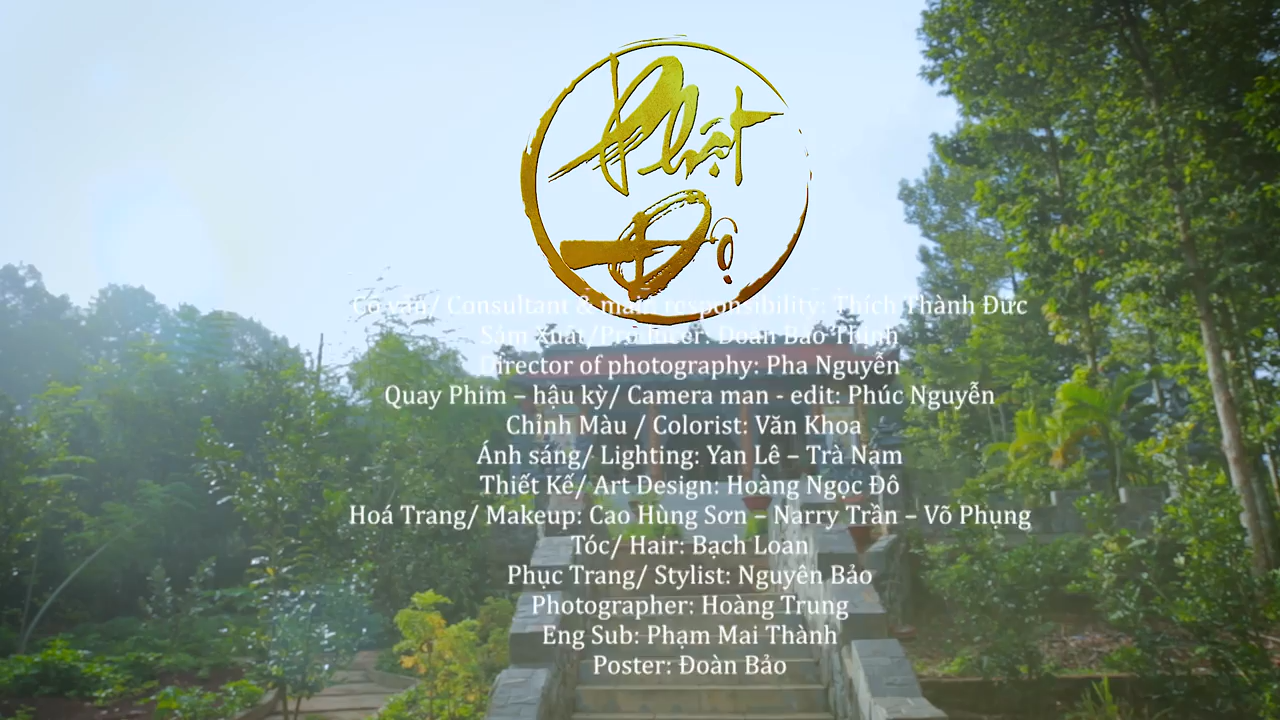 Phật
Độ
Cố vấn/ Consultant & main responsibility: Thích Thành Đức
Sản Xuất/Producer: Đoàn Bảo Thịnh
Director of photography: Pha Nguyễn
Quay Phim – hậu kỳ/ Camera man - edit: Phúc Nguyễn
Chỉnh Màu / Colorist: Văn Khoa
Ánh sáng/ Lighting: Yan Lê – Trà Nam
Thiết Kế/ Art Design: Hoàng Ngọc Đô
Hoá Trang/ Makeup: Cao Hùng Sơn – Narry Trần – Võ Phụng
Tóc/ Hair: Bạch Loan
Phục Trang/ Stylist: Nguyên Bảo
Photographer: Hoàng Trung
Eng Sub: Phạm Mai Thành
Poster: Đoàn Bảo